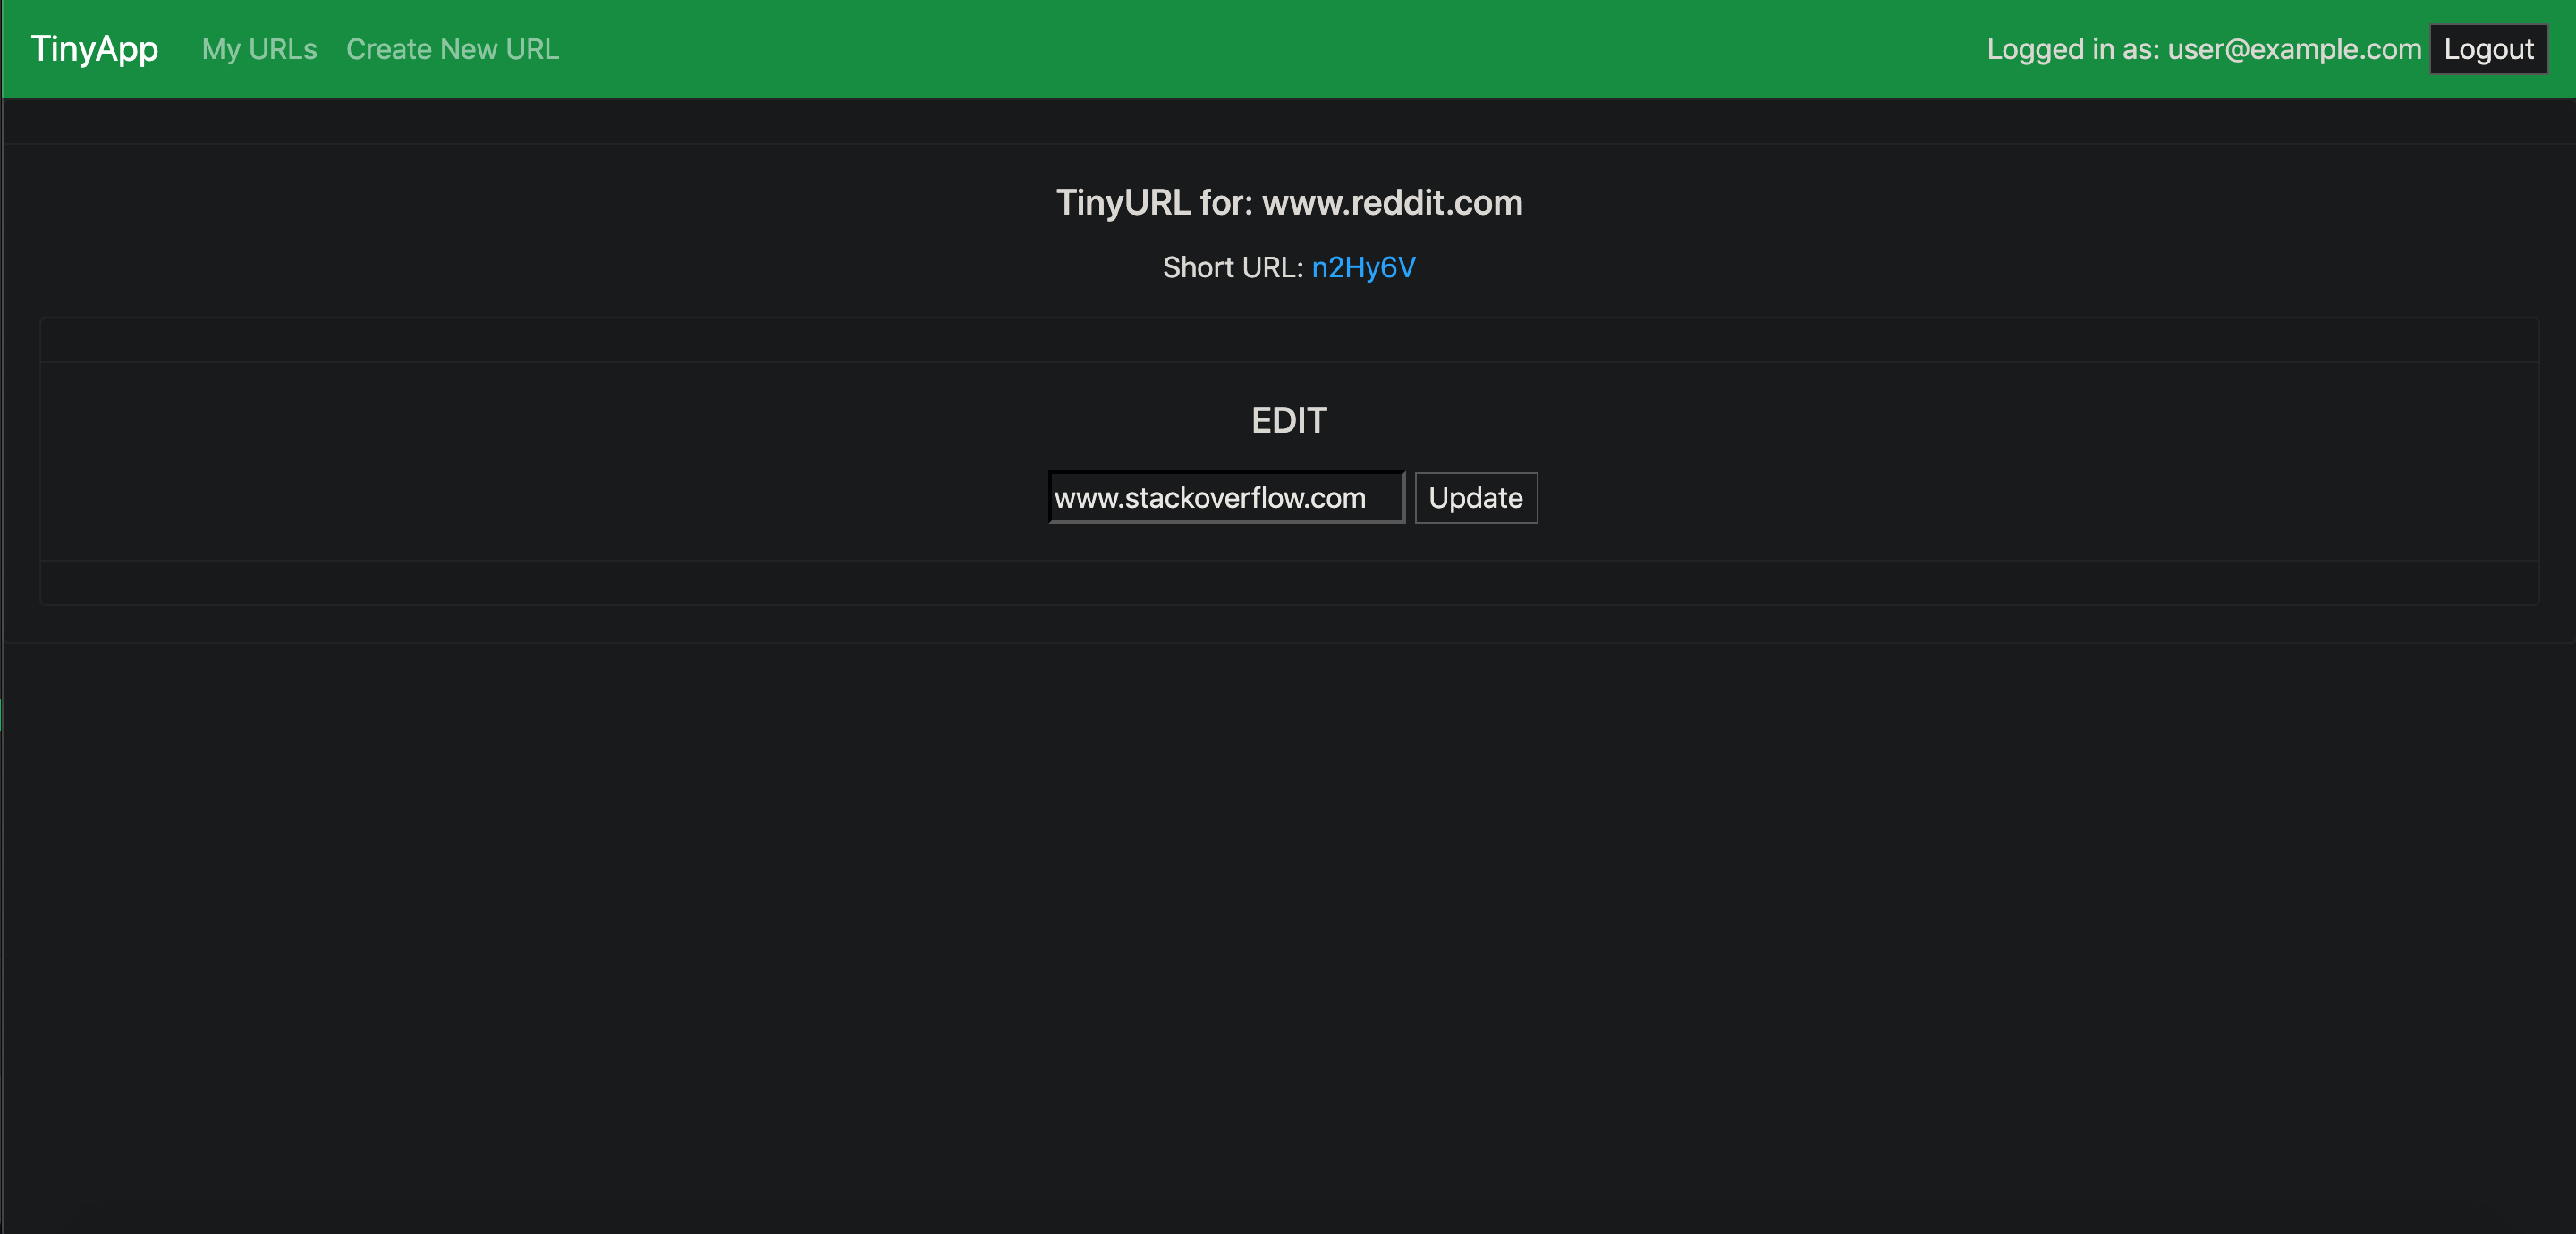 TinyApp My URLs Create New URL Logged in as: user@example.com Logout
TinyURL for: www.reddit.com
Short URL: n2Hy6V
EDIT
www.stackoverflow.com Update